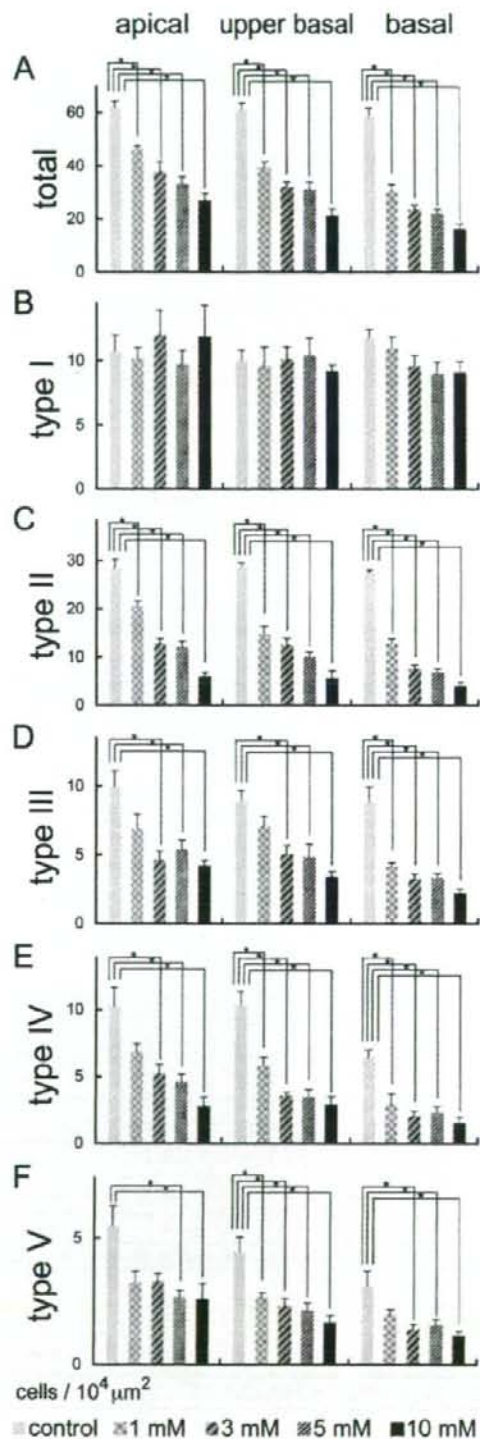 apical upper basal basal
A
total
60
40
20
0
B
type I
10
5
0
C
type II
30
20
10
0
D
type III
10
5
0
E
type IV
10
5
0
F
type V
5
0
cells / 10⁴ μm²
control 1 mM 3 mM 5 mM 10 mM